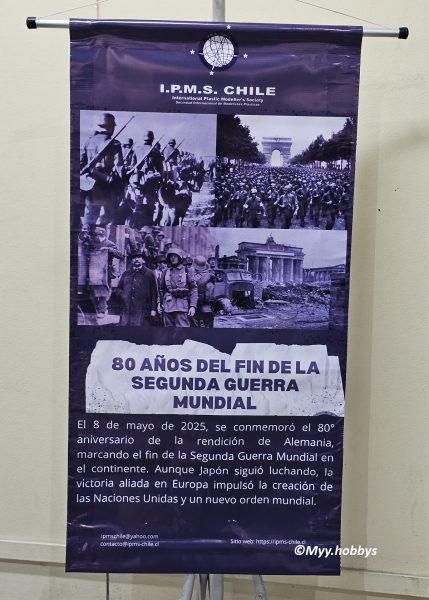 I.P.M.S. CHILE
International Plastic Modeller's Society
Sociedad Internacional de Modelistas Plásticos
80 AÑOS DEL FIN DE LA
SEGUNDA GUERRA
MUNDIAL
El 8 de mayo de 2025, se conmemoró el 80°
aniversario de la rendición de Alemania,
marcando el fin de la Segunda Guerra Mundial en
el continente. Aunque Japón siguió luchando, la
victoria aliada en Europa impulsó la creación de
las Naciones Unidas y un nuevo orden mundial.
ipmschile@yahoo.com
contacto@ipms-chile.cl
Sitio web: https://ipms-chile.cl
©Myy.hobbys